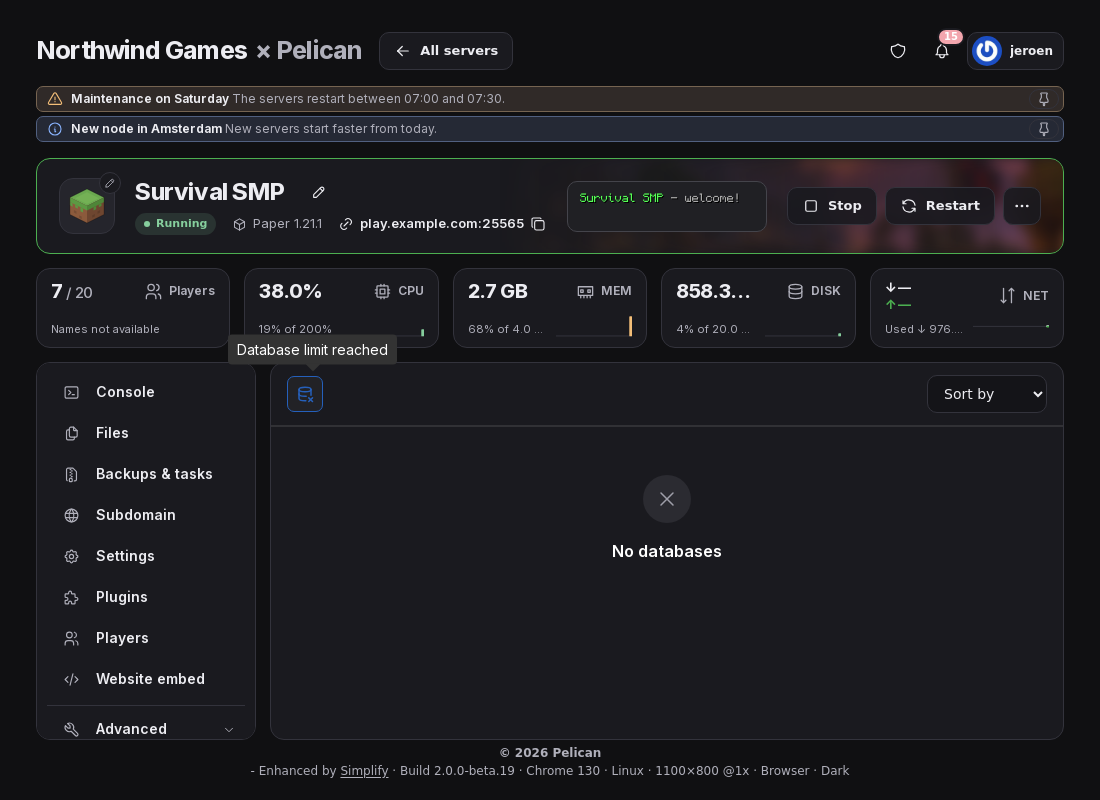 Northwind Games × Pelican
All servers
15
jeroen
Maintenance on Saturday The servers restart between 07:00 and 07:30.
New node in Amsterdam New servers start faster from today.
Survival SMP
Running
Paper 1.21.1
play.example.com:25565
Survival SMP — welcome!
Stop
Restart
7 / 20
Players
Names not available
38.0%
CPU
19% of 200%
2.7 GB
MEM
68% of 4.0 ...
858.3...
DISK
4% of 20.0 ...
↓—
↑—
NET
Used ↓ 976....
Database limit reached
Console
Files
Backups & tasks
Subdomain
Settings
Plugins
Players
Website embed
Advanced
Sort by
No databases
© 2026 Pelican
- Enhanced by Simplify · Build 2.0.0-beta.19 · Chrome 130 · Linux · 1100×800 @1x · Browser · Dark